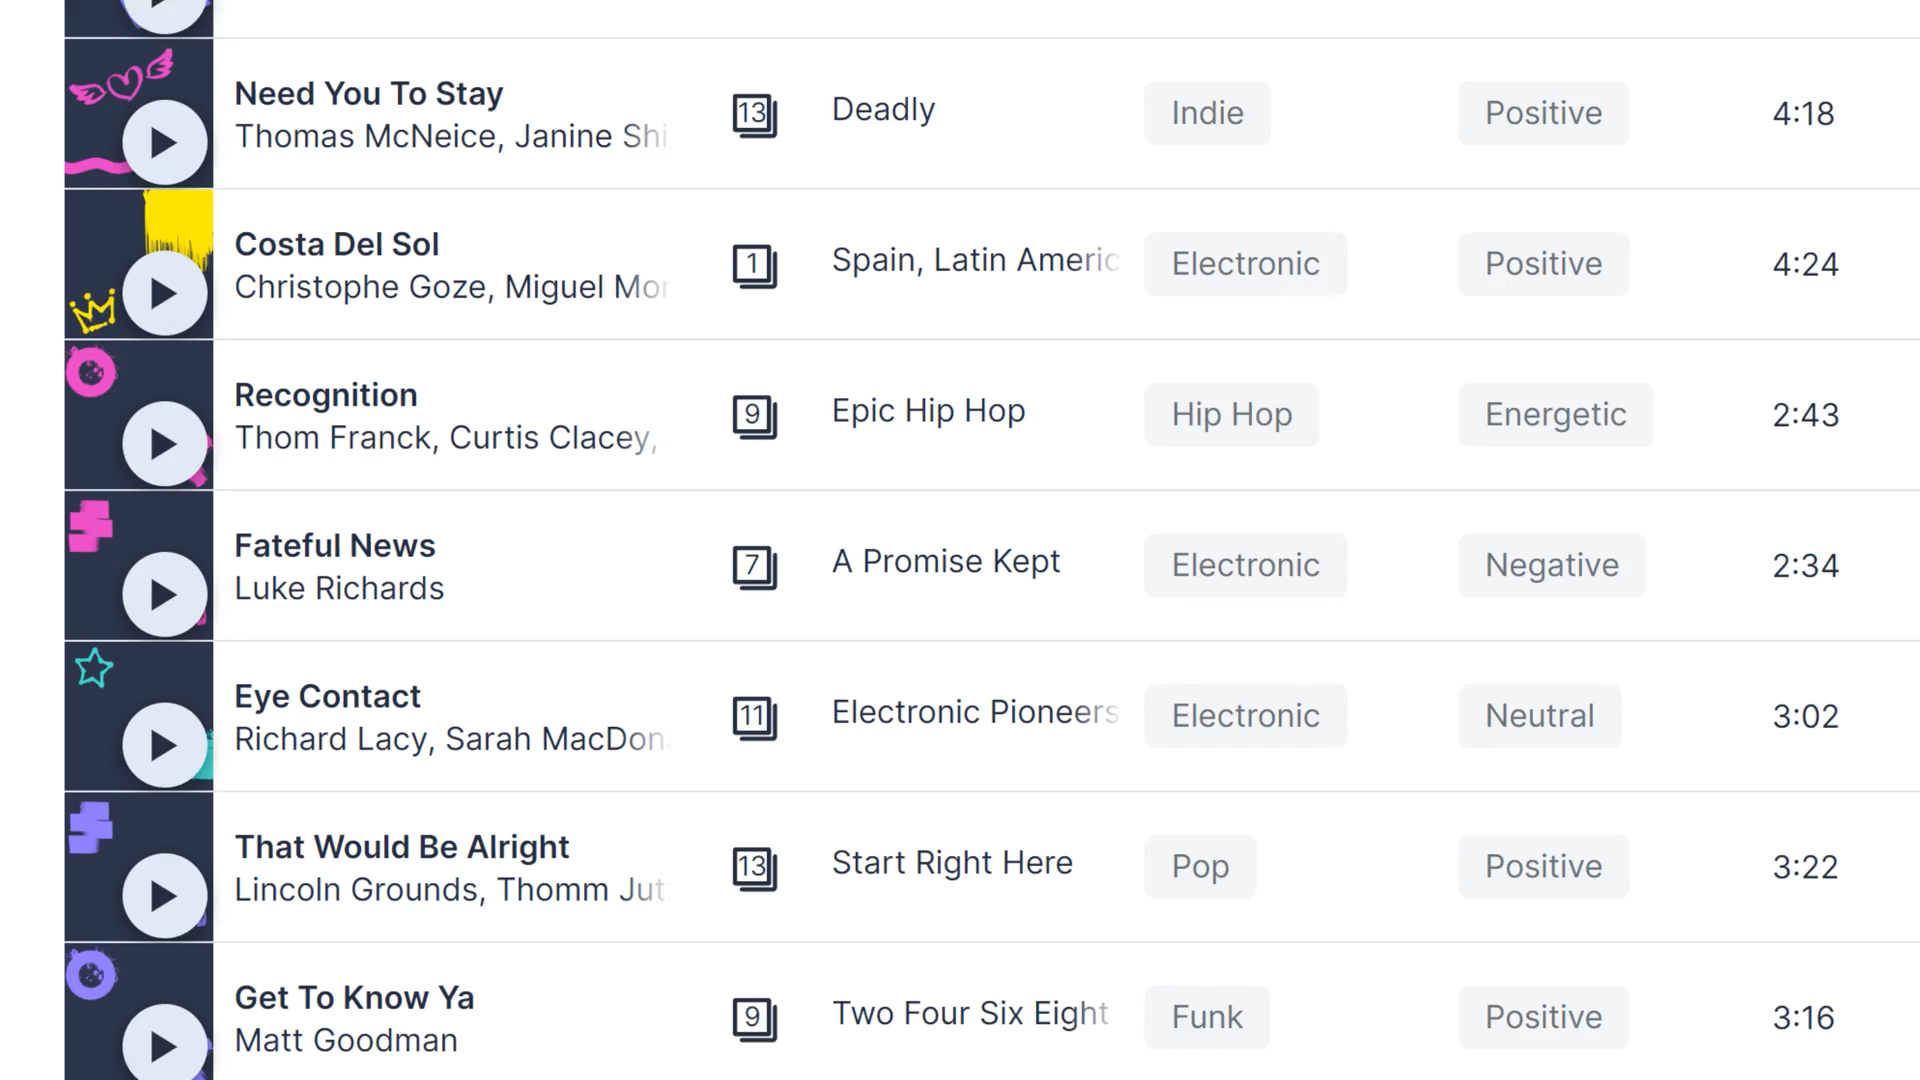 Need You To Stay
Thomas McNeice, Janine
13
Deadly
Indie
Positive
4:18
Costa Del Sol
Christophe Goze, Miguel
1
Spain, Latin Americ
Electronic
Positive
4:24
Recognition
Thom Franck, Curtis Clacey,
9
Epic Hip Hop
Hip Hop
Energetic
2:43
Fateful News
Luke Richards
7
A Promise Kept
Electronic
Negative
2:34
Eye Contact
Richard Lacy, Sarah MacDon
11
Electronic Pioneers
Electronic
Neutral
3:02
That Would Be Alright
Lincoln Grounds, Thomm Jut
13
Start Right Here
Pop
Positive
3:22
Get To Know Ya
Matt Goodman
9
Two Four Six Eight
Funk
Positive
3:16